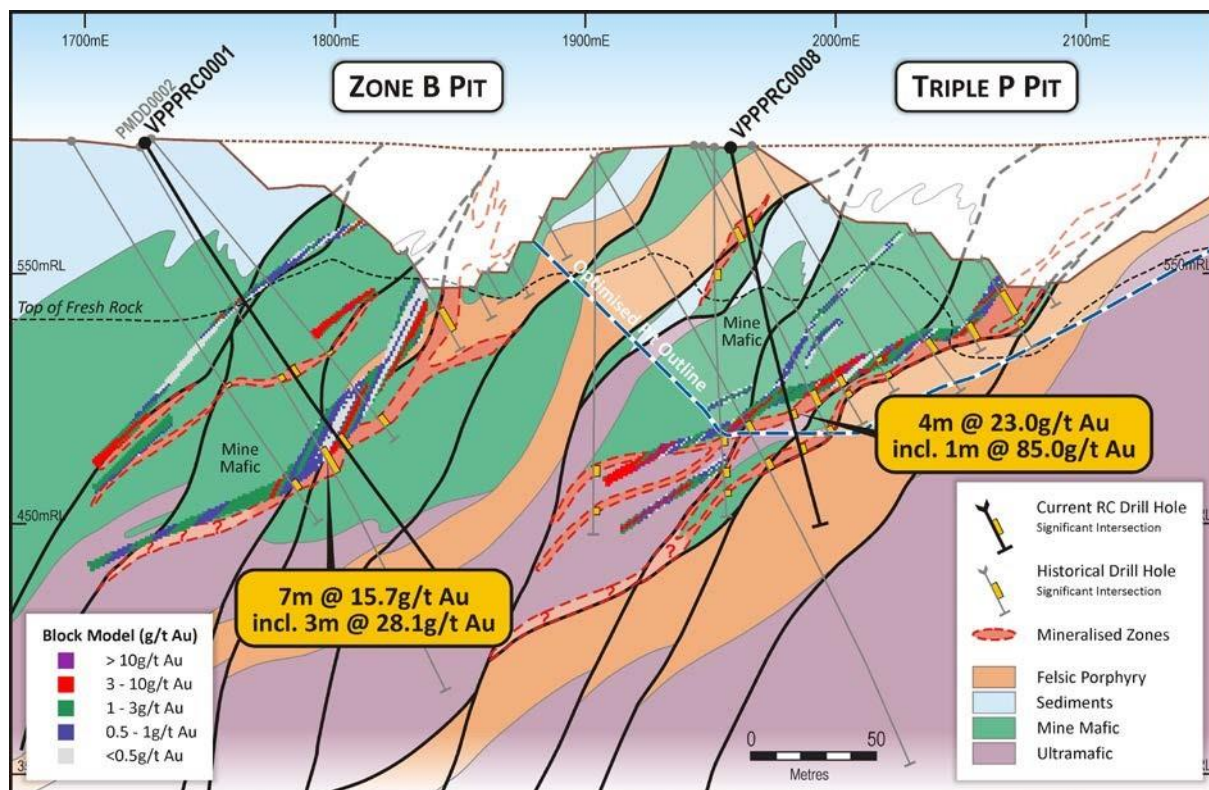 1700mE
1800mE
1900mE
2000mE
2100mE
PMDD0002
VPPPRC0001
ZONE B PIT
VPPPRC0008
TRIPLE P PIT
550mRL
550mRL
Top of Fresh Rock
Optimised Pit Outline
Mine
Mafic
Mine
Mafic
4m @ 23.0g/t Au
incl. 1m @ 85.0g/t Au
450mRL
RL
7m @ 15.7g/t Au
incl. 3m @ 28.1g/t Au
?
?
?
?
?
Block Model (g/t Au)
> 10g/t Au
3 - 10g/t Au
1 - 3g/t Au
0.5 - 1g/t Au
<0.5g/t Au
0
50
Metres
Current RC Drill Hole
Significant Intersection
Historical Drill Hole
Significant Intersection
Mineralised Zones
Felsic Porphyry
Sediments
Mine Mafic
Ultramafic